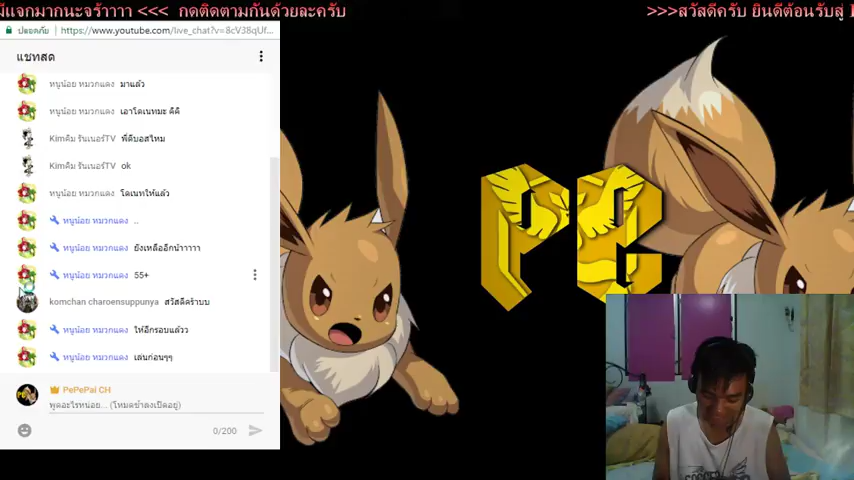 มีแจกมากนะจร้าาาา <<< กดติดตามกันด้วยละครับ
>>>สวัสดีครับ ยินดีต้อนรับสู่
ปลอดภัย | https://www.youtube.com/live_chat?v=8cV38qUf...
แชทสด
หนูน้อย หมวกแดง มาแล้ว
หนูน้อย หมวกแดง เอาโดเนทมะ คืคื
Kimคิม รันเนอร์TV พี่ตีบอสไหม
Kimคิม รันเนอร์TV ok
หนูน้อย หมวกแดง โดเนทให้แล้ว
หนูน้อย หมวกแดง ..
หนูน้อย หมวกแดง ยังเหลืออีกน้าาาาา
หนูน้อย หมวกแดง 55+
komchan charoensuppunya สวัสดีคร้าบบ
หนูน้อย หมวกแดง ให้อีกรอบแล้วว
หนูน้อย หมวกแดง เล่นก่อนๆๆ
PePePai CH
พูดอะไรหน่อย... (โหมดช้าลงเปิดอยู่)
0/200
PE